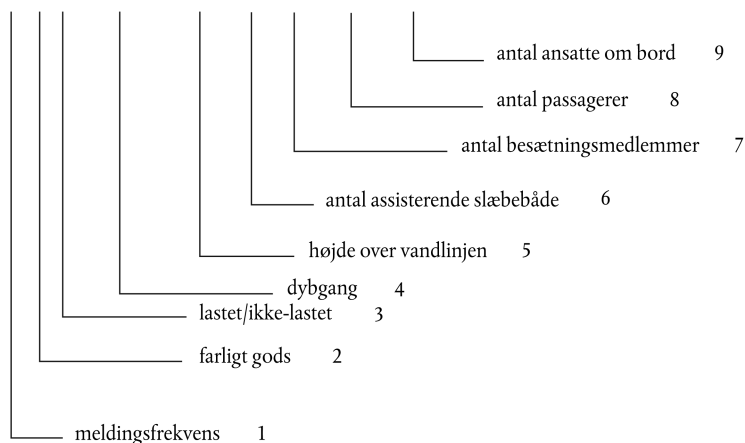 antal ansatte om bord 9
antal passagerer 8
antal besætningsmedlemmer 7
antal assisterende slæbebåde 6
højde over vandlinjen 5
dybgang 4
lastet/ikke-lastet 3
farligt gods 2
meldingsfrekvens 1